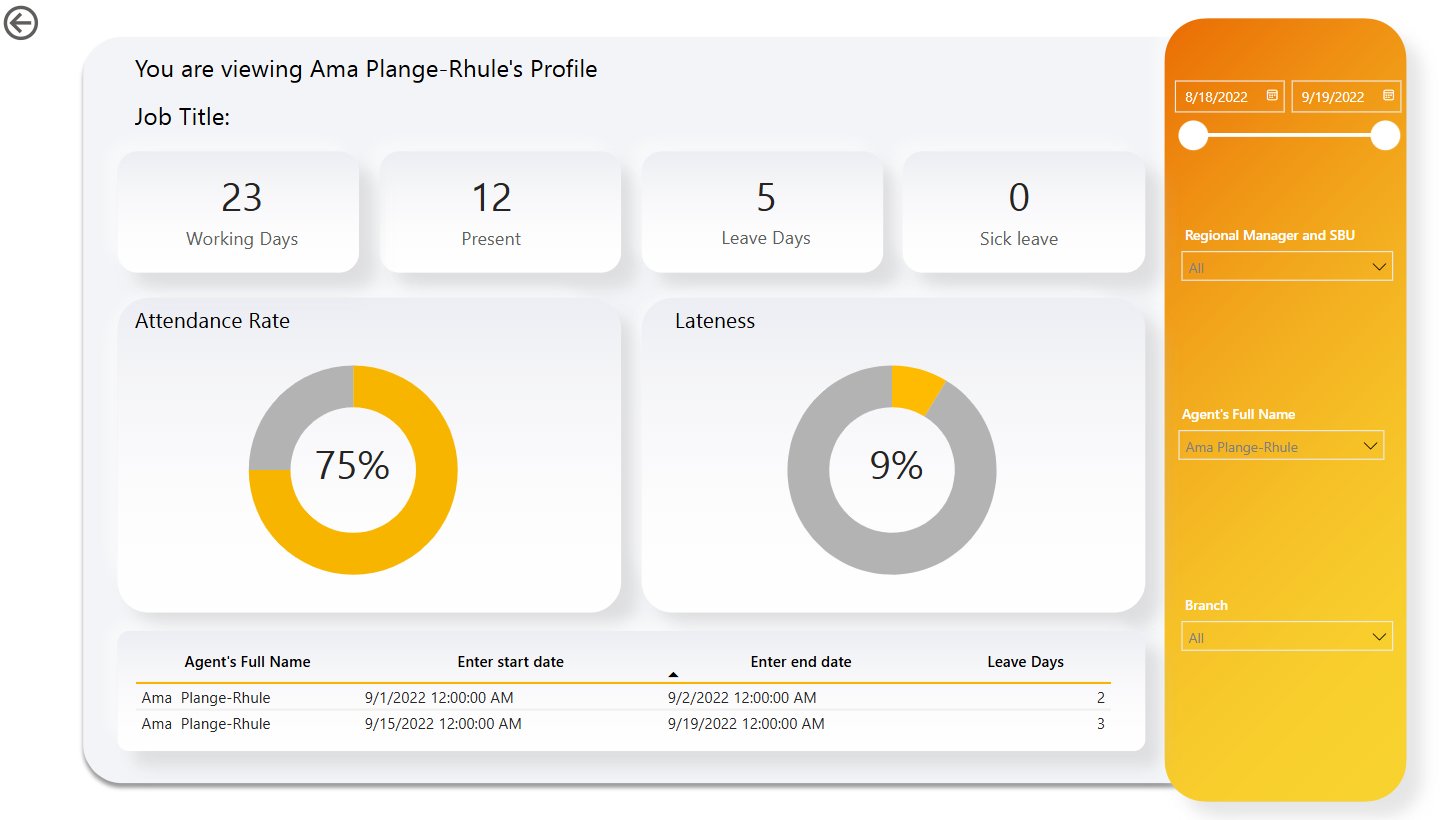 You are viewing Ama Plange-Rhule's Profile
Job Title:
23
Working Days
12
Present
5
Leave Days
0
Sick leave
Attendance Rate
75%
Lateness
9%
Agent's Full Name Enter start date Enter end date Leave Days
Ama Plange-Rhule 9/1/2022 12:00:00 AM 9/2/2022 12:00:00 AM 2
Ama Plange-Rhule 9/15/2022 12:00:00 AM 9/19/2022 12:00:00 AM 3
8/18/2022 9/19/2022
Regional Manager and SBU
All
Agent's Full Name
Ama Plange-Rhule
Branch
All